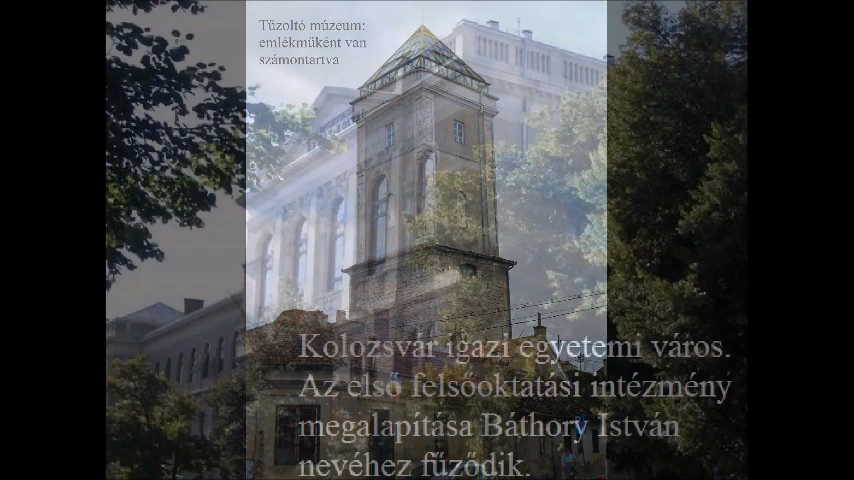 Tűzoltó múzeum:
emlékműként van
számontartva
Kolozsvár igazi egyetemi város.
Az első felsőoktatási intézmény
megalapítása Báthory István
nevéhez fűződik.